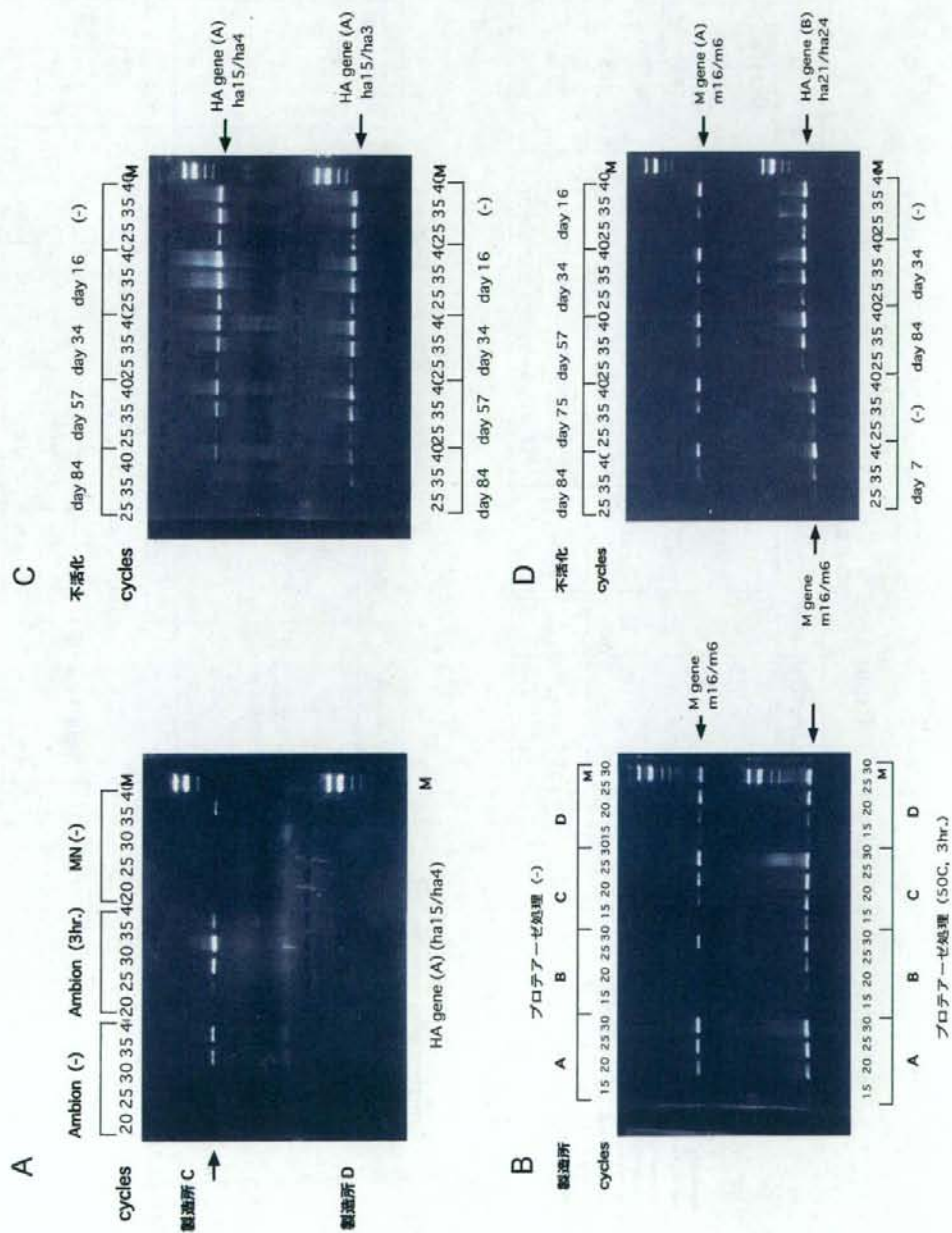 A
cycles
Ambion (-) Ambion (3hr.) MN (-)
20 25 30 35 40 20 25 30 35 40 20 25 30 35 40
M
製造所 C
製造所 D
HA gene (A) (ha15/ha4)
M
B
製造所
cycles
プロテアーゼ処理 (-)
A B C D
15 20 25 30 15 20 25 30 15 20 25 30 15 20 25 30
M
M gene
m16/m6
15 20 25 30 15 20 25 30 15 20 25 30 15 20 25 30
M
A B C D
プロテアーゼ処理 (50C, 3hr.)
C
不活化
cycles
day 84 day 57 day 34 day 16 (-)
25 35 40 25 35 40 25 35 40 25 35 40 25 35 40
M
HA gene (A)
ha15/ha4
HA gene (A)
ha15/ha3
25 35 40 25 35 40 25 35 40 25 35 40 25 35 40
M
day 84 day 57 day 34 day 16 (-)
D
不活化
cycles
day 84 day 75 day 57 day 34 day 16
25 35 40 25 35 40 25 35 40 25 35 40 25 35 40
M
M gene (A)
m16/m6
HA gene (B)
ha21/ha24
M gene
m16/m6
25 35 40 25 35 40 25 35 40 25 35 40 25 35 40
M
day 7 (-) day 84 day 34 (-)